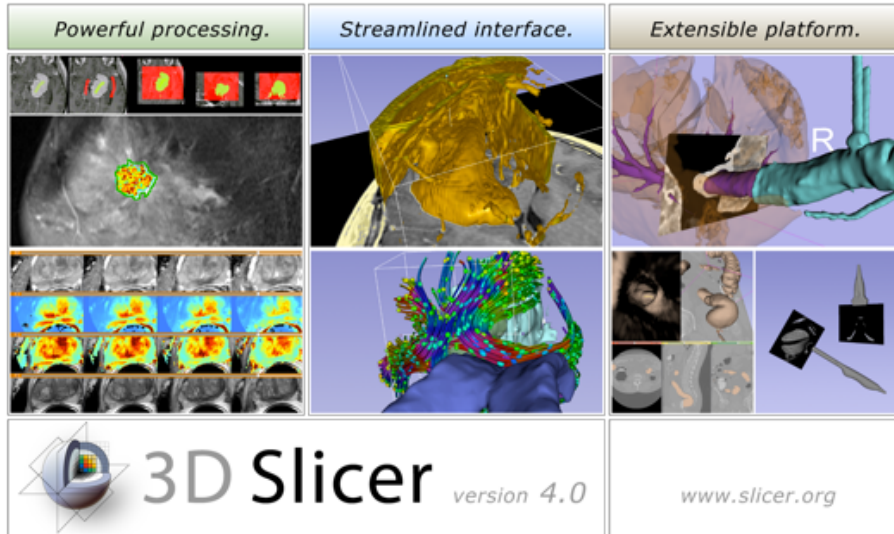 Powerful processing.
Streamlined interface.
Extensible platform.
R
3D Slicer version 4.0
www.slicer.org